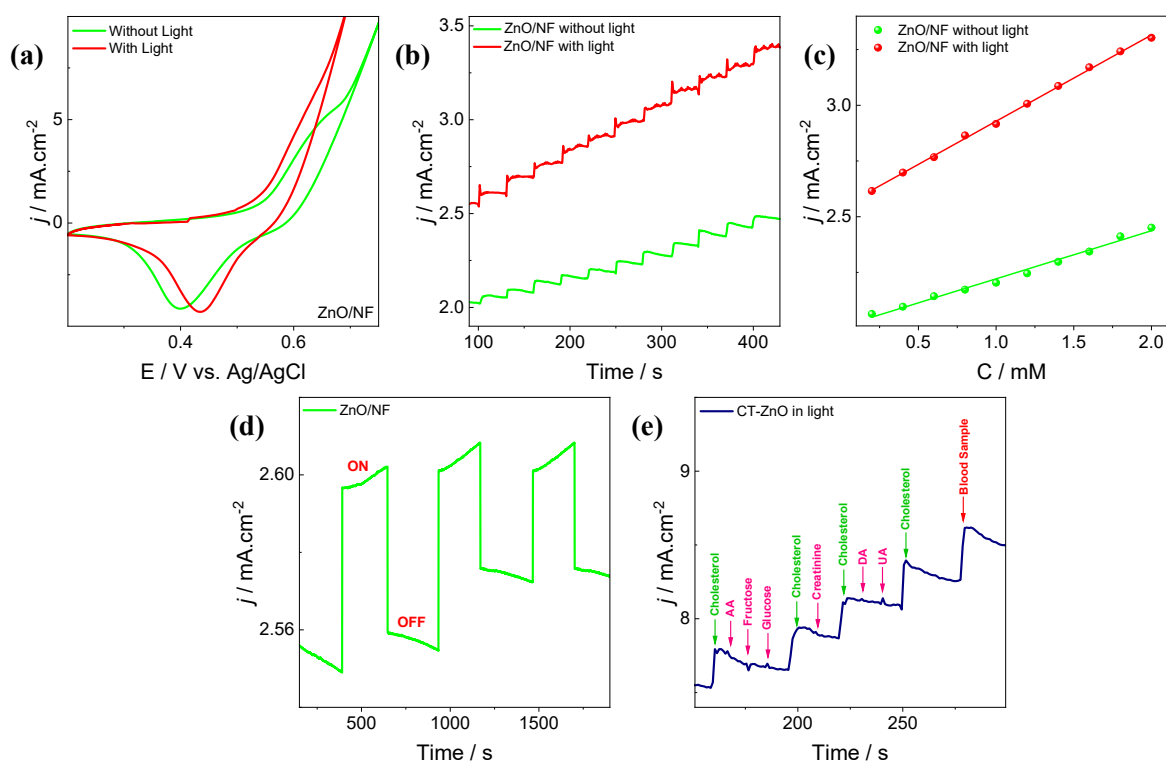 (a)
Without Light
With Light
5
0
j / mA.cm-2
0.4
0.6
E / V vs. Ag/AgCl
ZnO/NF
(b)
ZnO/NF without light
ZnO/NF with light
3.5
3.0
2.5
2.0
j / mA.cm-2
100
200
300
400
Time / s
(c)
ZnO/NF without light
ZnO/NF with light
3.0
2.5
j / mA.cm-2
0.5
1.0
1.5
2.0
C / mM
(d)
ZnO/NF
ON
OFF
2.60
2.56
j / mA.cm-2
500
1000
1500
Time / s
(e)
CT-ZnO in light
9
8
j / mA.cm-2
Cholesterol
AA
Fructose
Glucose
Cholesterol
Creatinine
Cholesterol
DA
UA
Cholesterol
Blood Sample
200
250
Time / s